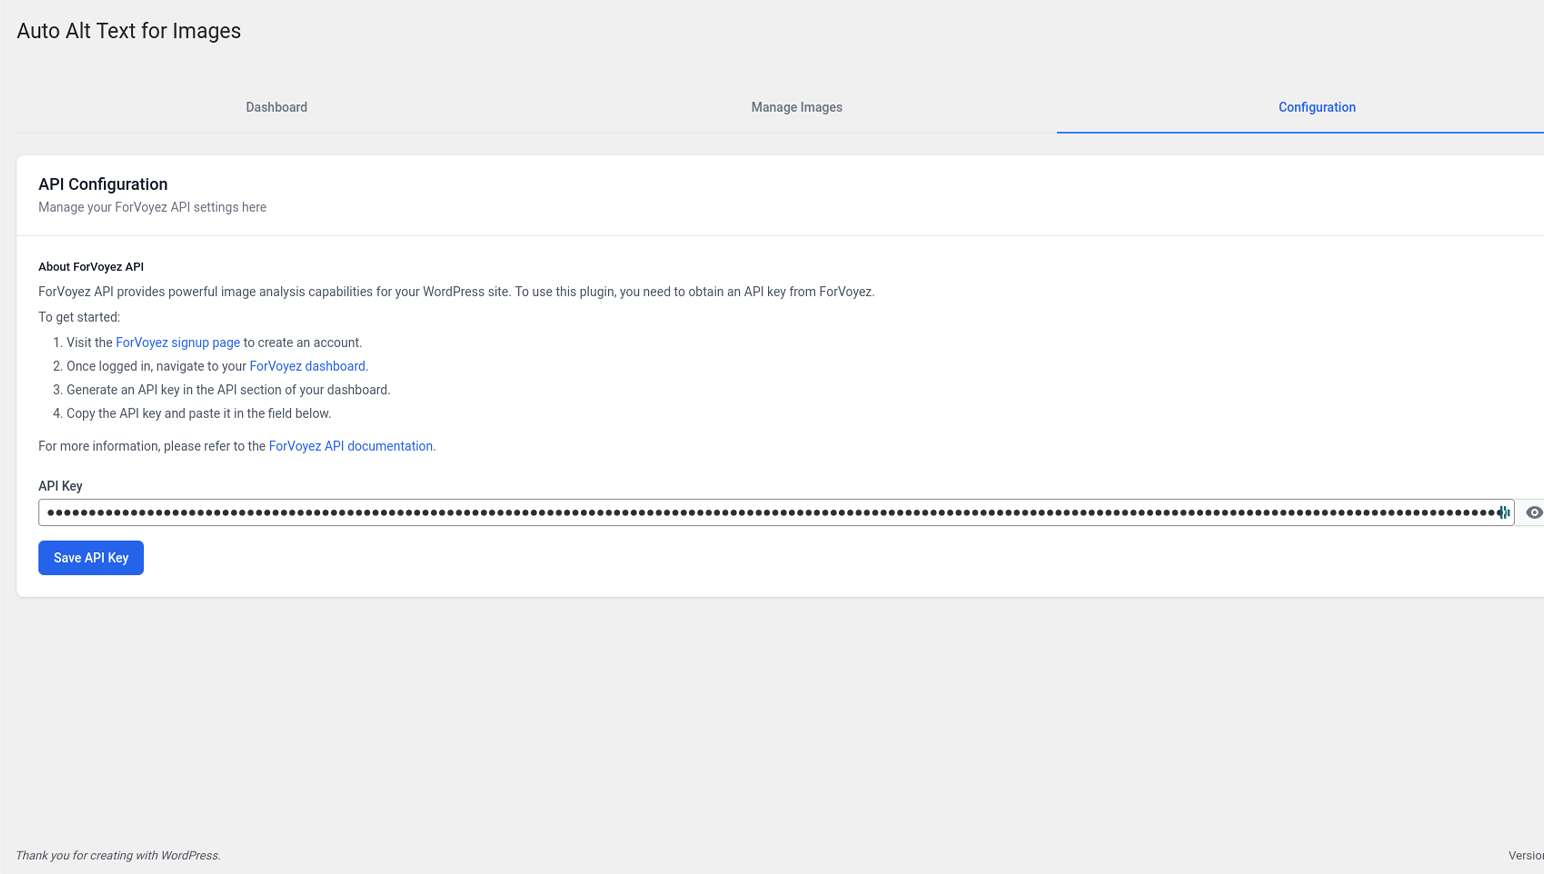 Auto Alt Text for Images
Dashboard
Manage Images
Configuration
API Configuration
Manage your ForVoyez API settings here
About ForVoyez API
ForVoyez API provides powerful image analysis capabilities for your WordPress site. To use this plugin, you need to obtain an API key from ForVoyez.
To get started:
1. Visit the ForVoyez signup page to create an account.
2. Once logged in, navigate to your ForVoyez dashboard.
3. Generate an API key in the API section of your dashboard.
4. Copy the API key and paste it in the field below.
For more information, please refer to the ForVoyez API documentation.
API Key
Save API Key
Thank you for creating with WordPress.
Versio